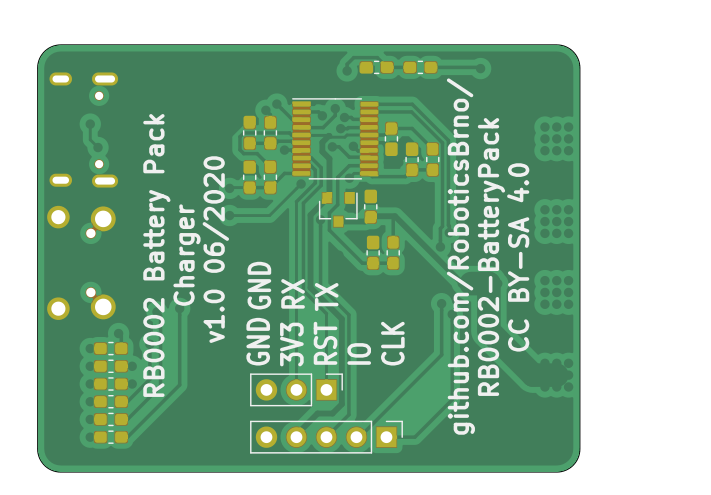 RB0002 Battery Pack
Charger
v1.0 06/2020
GND GND
3V3 RX
RST TX
IO
CLK
github.com/RoboticsBrno/
RB0002-BatteryPack
CC BY-SA 4.0